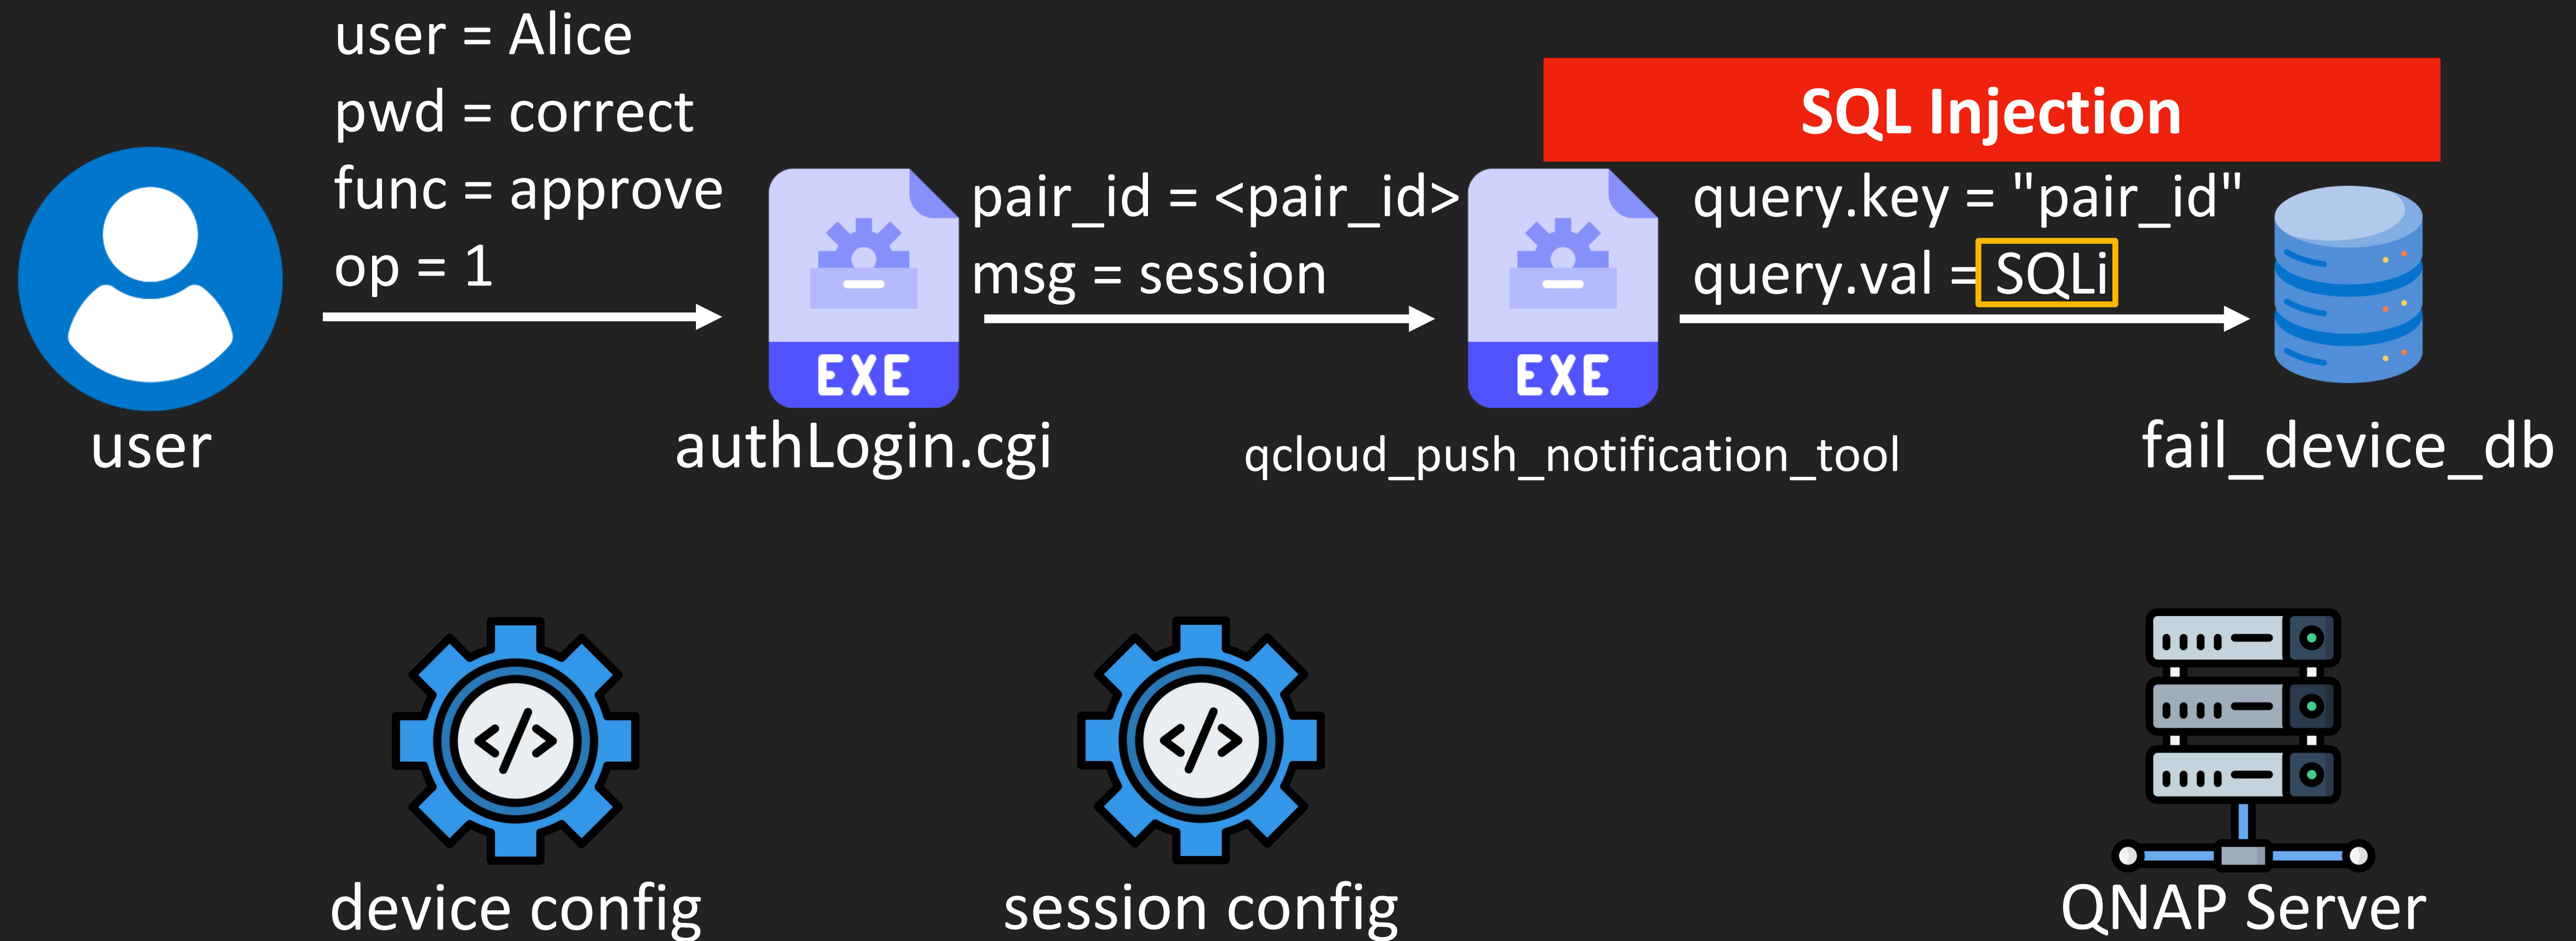 user = Alice
pwd = correct
func = approve
op = 1
SQL Injection
pair_id = <pair_id>
msg = session
query.key = "pair_id"
query.val = SQLi
EXE
EXE
user
authLogin.cgi
qcloud_push_notification_tool
fail_device_db
</>
</>
device config
session config
QNAP Server